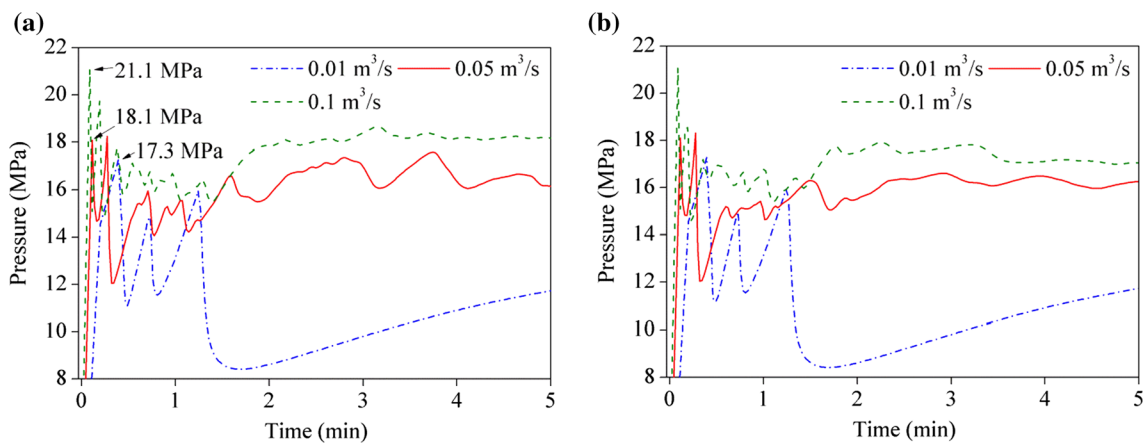 (a)
22
20
18
16
14
12
10
8
Pressure (MPa)
21.1 MPa
18.1 MPa
17.3 MPa
0.01 m³/s
0.05 m³/s
0.1 m³/s
0 1 2 3 4 5
Time (min)
(b)
22
20
18
16
14
12
10
8
Pressure (MPa)
0.01 m³/s
0.05 m³/s
0.1 m³/s
0 1 2 3 4 5
Time (min)